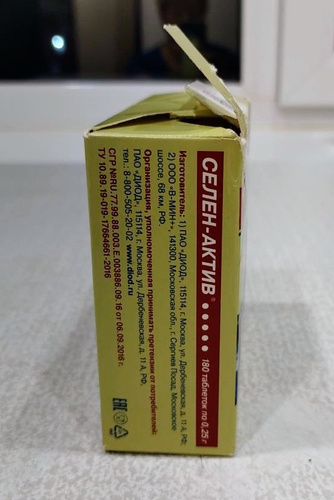 СЕЛЕН-АКТИВ® ••••• 180 таблеток по 0,25 г
Изготовитель: 1) ПАО «ДИОД», 115114, г. Москва, ул. Дербеневская, д. 11 А, РФ,
2) ООО «В-МИН+», 141300, Московская обл., г. Сергиев Посад, Московское
шоссе, 68 км, РФ.
Организация, уполномоченная принимать претензии от потребителей:
ПАО «ДИОД», 115114, г. Москва, ул. Дербеневская, д. 11 А, РФ,
тел.: 8-800-505-20-02 www.diod.ru
СГР №RU.77.99.88.003.Е.003886.09.16 от 06.09.2016 г.
ТУ 10.89.19-019-17664661-2016
EAC